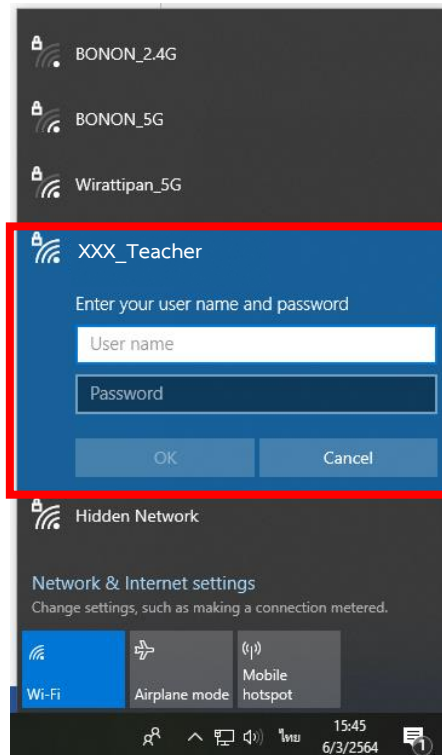 BONON_2.4G
BONON_5G
Wirattipan_5G
XXX_Teacher
Enter your user name and password
User name
Password
OK
Cancel
Hidden Network
Network & Internet settings
Change settings, such as making a connection metered.
Wi-Fi
Airplane mode
Mobile
hotspot
ไทย
15:45
6/3/2564
1